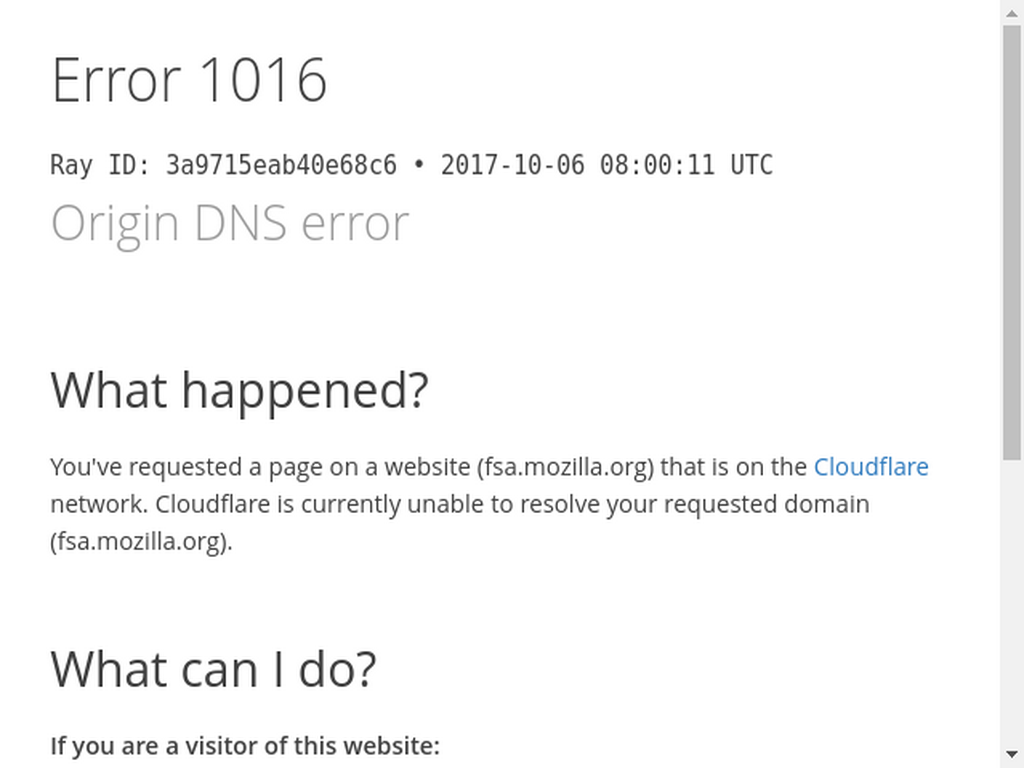 Error 1016
Ray ID: 3a9715eab40e68c6 • 2017-10-06 08:00:11 UTC
Origin DNS error
What happened?
You've requested a page on a website (fsa.mozilla.org) that is on the Cloudflare
network. Cloudflare is currently unable to resolve your requested domain
(fsa.mozilla.org).
What can I do?
If you are a visitor of this website: